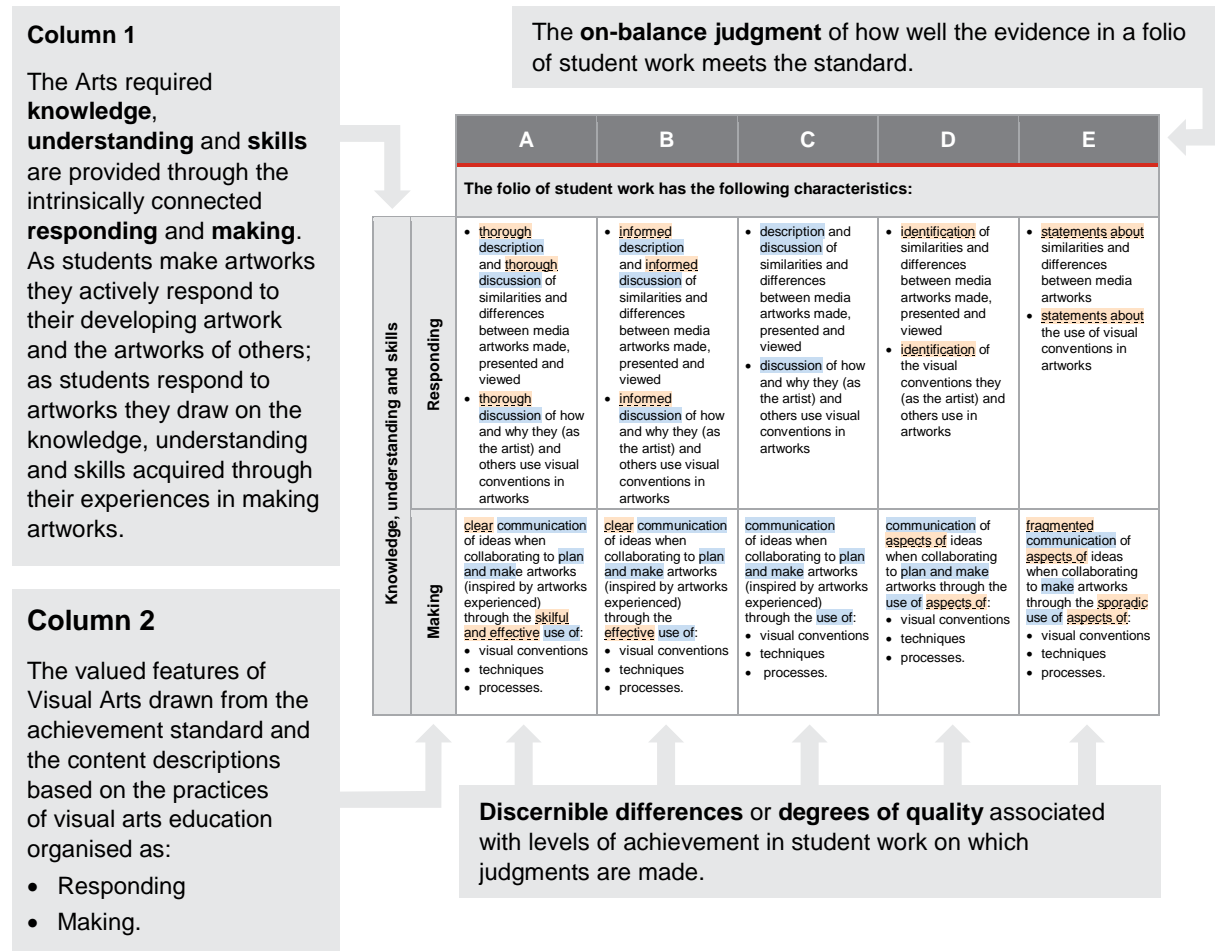 Column 1
The Arts required
knowledge,
understanding and skills
are provided through the
intrinsically connected
responding and making.
As students make artworks
they actively respond to
their developing artwork
and the artworks of others;
as students respond to
artworks they draw on the
knowledge, understanding
and skills acquired through
their experiences in making
artworks.
Column 2
The valued features of
Visual Arts drawn from the
achievement standard and
the content descriptions
based on the practices
of visual arts education
organised as:
• Responding
• Making.
The on-balance judgment of how well the evidence in a folio
of student work meets the standard.
A
B
C
D
E
The folio of student work has the following characteristics:
Knowledge, understanding and skills
Responding
• thorough
description
and thorough
discussion of
similarities and
differences
between media
artworks made,
presented and
viewed
• thorough
discussion of how
and why they (as
the artist) and
others use visual
conventions in
artworks
• informed
description
and informed
discussion of
similarities and
differences
between media
artworks made,
presented and
viewed
• informed
discussion of how
and why they (as
the artist) and
others use visual
conventions in
artworks
• description and
discussion of
similarities and
differences
between media
artworks made,
presented and
viewed
• discussion of how
and why they (as
the artist) and
others use visual
conventions in
artworks
• identification of
similarities and
differences
between media
artworks made,
presented and
viewed
• identification of
the visual
conventions they
(as the artist) and
others use in
artworks
• statements about
similarities and
differences
between media
artworks
• statements about
the use of visual
conventions in
artworks
Making
clear communication
of ideas when
collaborating to plan
and make artworks
(inspired by artworks
experienced)
through the skilful
and effective use of:
• visual conventions
• techniques
• processes.
clear communication
of ideas when
collaborating to plan
and make artworks
(inspired by artworks
experienced)
through the
effective use of:
• visual conventions
• techniques
• processes.
communication
of ideas when
collaborating to plan
and make artworks
(inspired by artworks
experienced)
through the use of:
• visual conventions
• techniques
• processes.
communication of
aspects of ideas
when collaborating
to plan and make
artworks through the
use of aspects of:
• visual conventions
• techniques
• processes.
fragmented
communication of
aspects of ideas
when collaborating
to make artworks
through the sporadic
use of aspects of:
• visual conventions
• techniques
• processes.
Discernible differences or degrees of quality associated
with levels of achievement in student work on which
judgments are made.